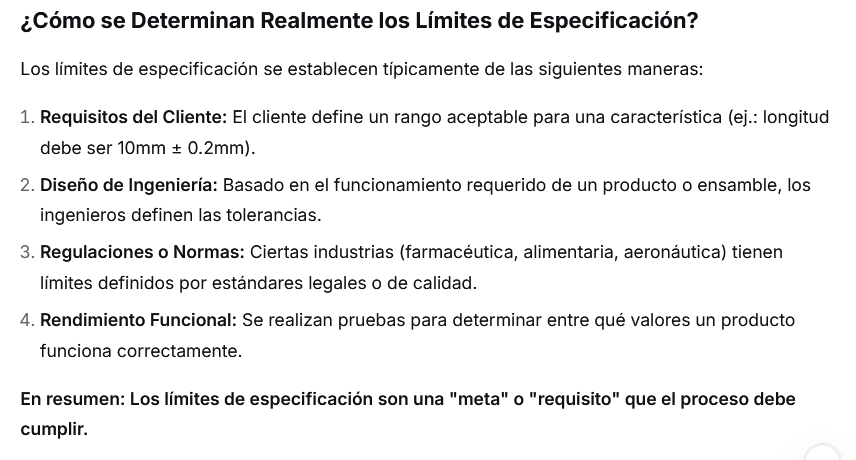 ¿Cómo se Determinan Realmente los Límites de Especificación?
Los límites de especificación se establecen típicamente de las siguientes maneras:
1. Requisitos del Cliente: El cliente define un rango aceptable para una característica (ej.: longitud
debe ser 10mm ± 0.2mm).
2. Diseño de Ingeniería: Basado en el funcionamiento requerido de un producto o ensamble, los
ingenieros definen las tolerancias.
3. Regulaciones o Normas: Ciertas industrias (farmacéutica, alimentaria, aeronáutica) tienen
límites definidos por estándares legales o de calidad.
4. Rendimiento Funcional: Se realizan pruebas para determinar entre qué valores un producto
funciona correctamente.
En resumen: Los límites de especificación son una "meta" o "requisito" que el proceso debe
cumplir.